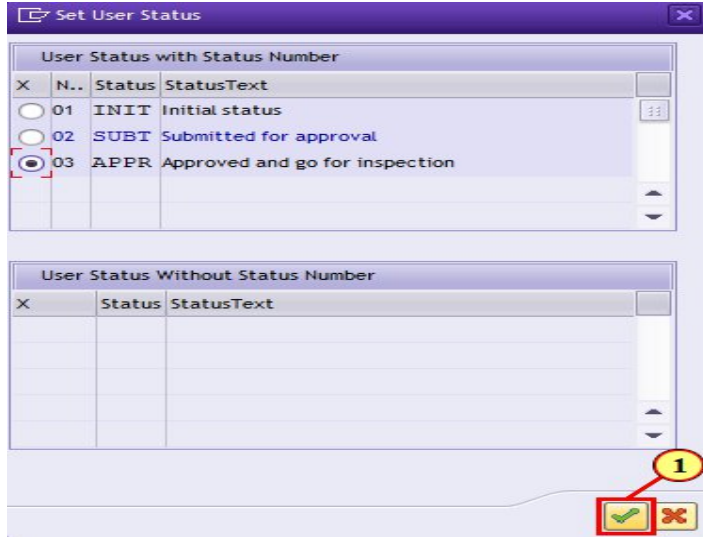 Set User Status
User Status with Status Number
X N.. Status StatusText
01 INIT Initial status
02 SUBT Submitted for approval
03 APPR Approved and go for inspection
User Status Without Status Number
X Status StatusText
1